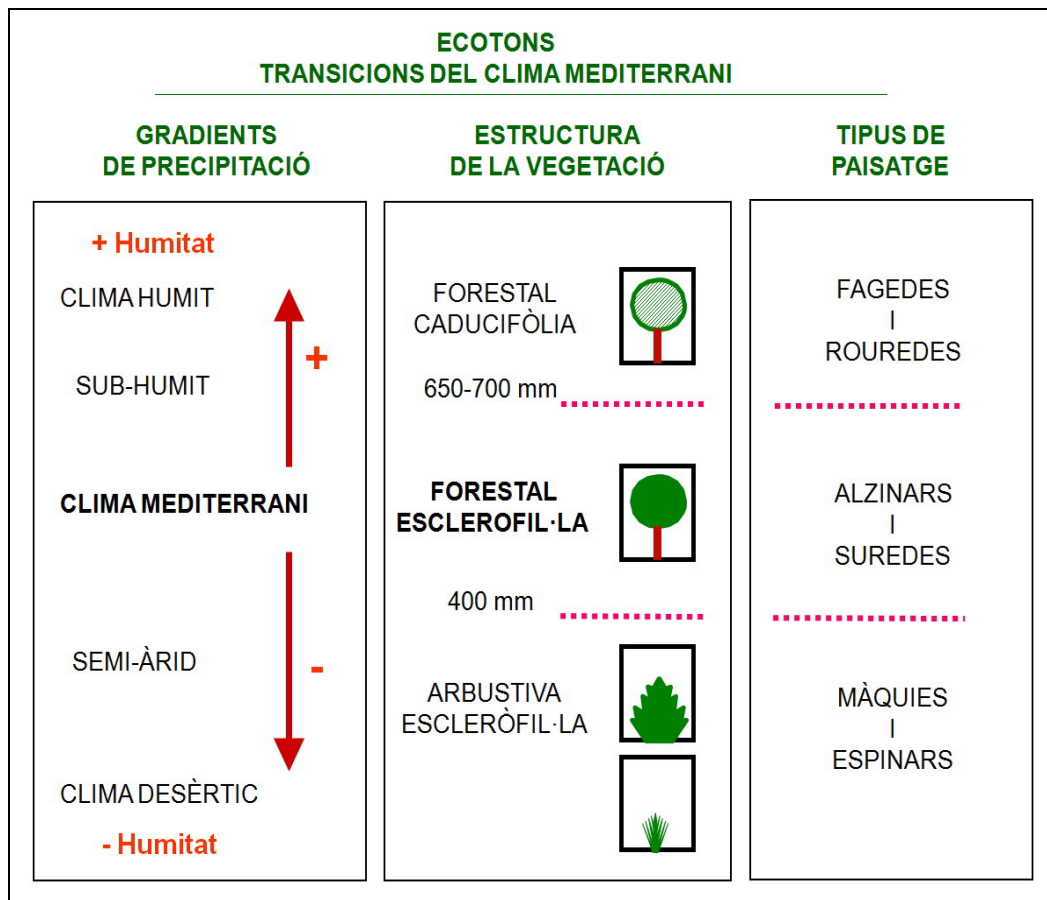 ECOTONS
TRANSICIONS DEL CLIMA MEDITERRANI
GRADIENTS
DE PRECIPITACIÓ
+ Humitat
CLIMA HUMIT
+
SUB-HUMIT
CLIMA MEDITERRANI
SEMI-ÀRID
-
CLIMA DESÈRTIC
- Humitat
ESTRUCTURA
DE LA VEGETACIÓ
FORESTAL
CADUCIFÒLIA
650-700 mm
FORESTAL
ESCLEROFIL·LA
400 mm
ARBUSTIVA
ESCLERÒFIL·LA
TIPUS DE
PAISATGE
FAGEDES
I
ROUREDES
ALZINARS
I
SUREDES
MÀQUIES
I
ESPINARS